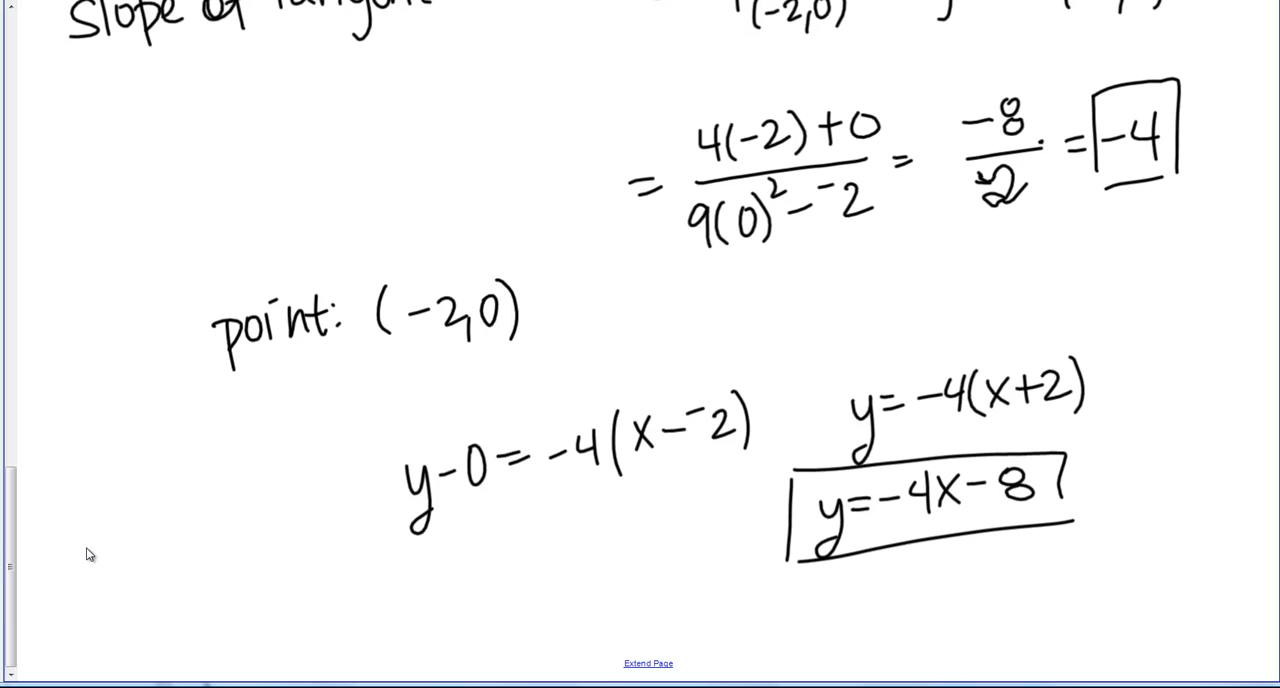 slope of tangent (-2,0)
= 4(-2)+0 / 9(0)² - ⁻2 = -8 / 2 = -4
point: (-2,0)
y-0=-4(x-⁻2) y=-4(x+2)
y=-4x-8
Extend Page